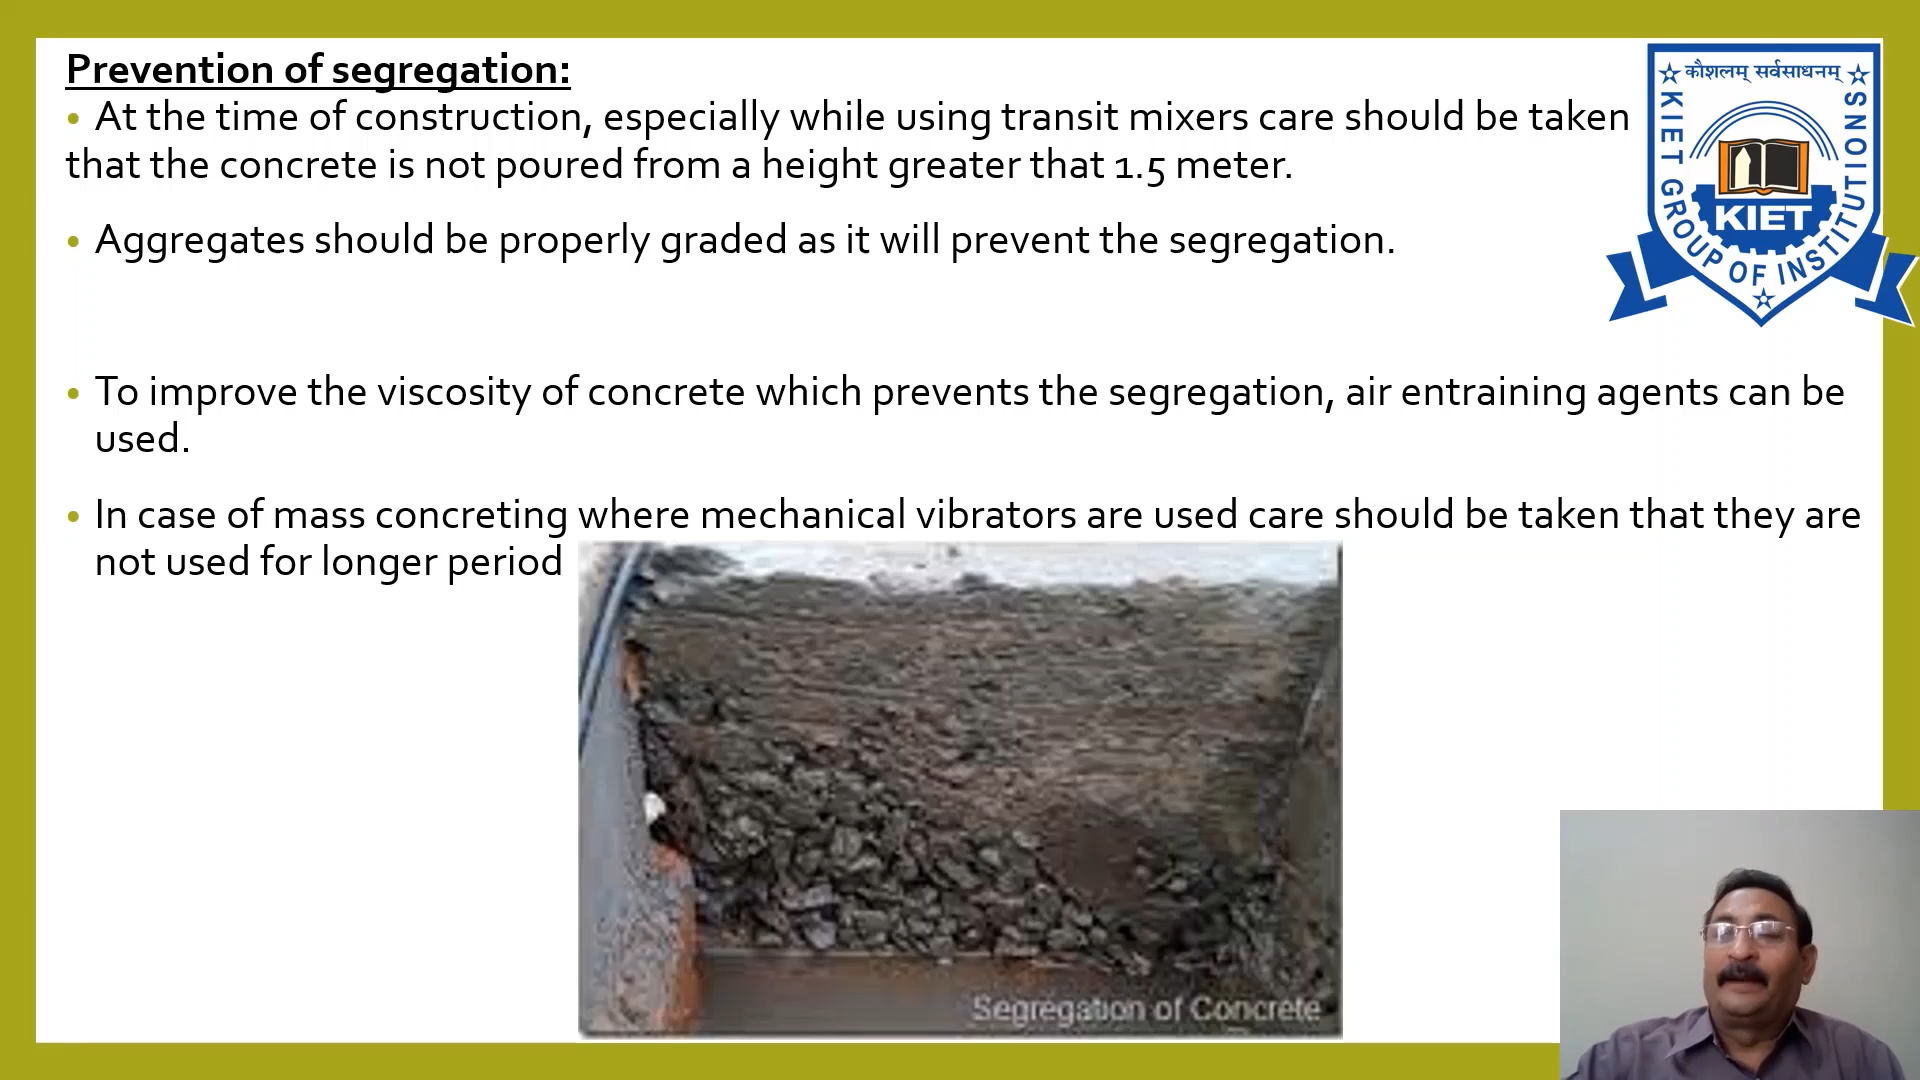 Prevention of segregation:
• At the time of construction, especially while using transit mixers care should be taken
that the concrete is not poured from a height greater that 1.5 meter.
• Aggregates should be properly graded as it will prevent the segregation.
• To improve the viscosity of concrete which prevents the segregation, air entraining agents can be
used.
• In case of mass concreting where mechanical vibrators are used care should be taken that they are
not used for longer period
Segregation of Concrete
कौशलम् सर्वसाधनम्
KIET GROUP OF INSTITUTIONS
KIET